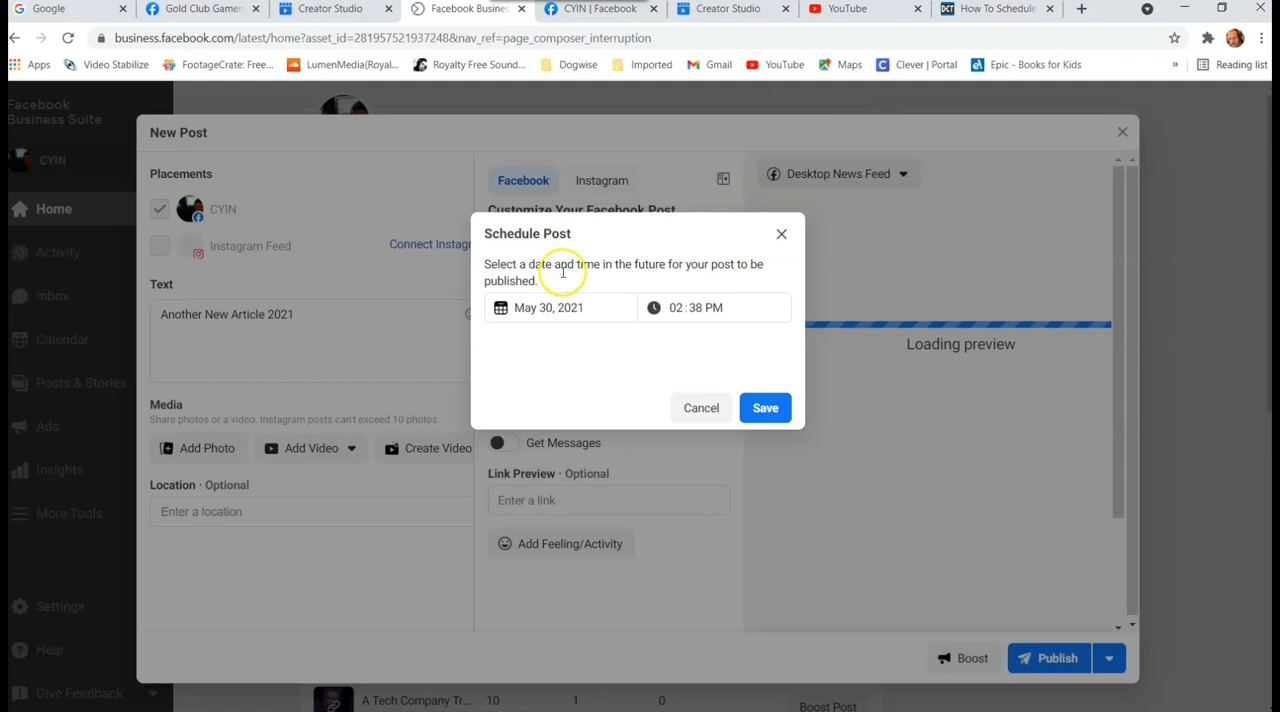 Google
Gold Club Gamer
Creator Studio
Facebook Busines
CYIN | Facebook
Creator Studio
YouTube
How To Schedule
business.facebook.com/latest/home?asset_id=281957521937248&nav_ref=page_composer_interruption
Apps
Video Stabilize
FootageCrate: Free...
LumenMedia(Royal...
Royalty Free Sound...
Dogwise
Imported
Gmail
YouTube
Maps
Clever | Portal
Epic - Books for Kids
»
Reading list
Facebook
Business Suite
CYIN
Home
Activity
Inbox
Calendar
Posts & Stories
Ads
Insights
More Tools
Settings
Help
Give Feedback
New Post
Placements
CYIN
Instagram Feed
Connect Instag
Text
Another New Article 2021
Media
Share photos or a video. Instagram posts can't exceed 10 photos.
Add Photo
Add Video
Create Video
Location · Optional
Enter a location
Facebook
Instagram
Customize Your Facebook Post
Schedule Post
Select a date and time in the future for your post to be
published.
May 30, 2021
02:38 PM
Cancel
Save
Get Messages
Link Preview · Optional
Enter a link
Add Feeling/Activity
Desktop News Feed
Loading preview
Boost
Publish
A Tech Company Tr...
10
1
0
Boost Post